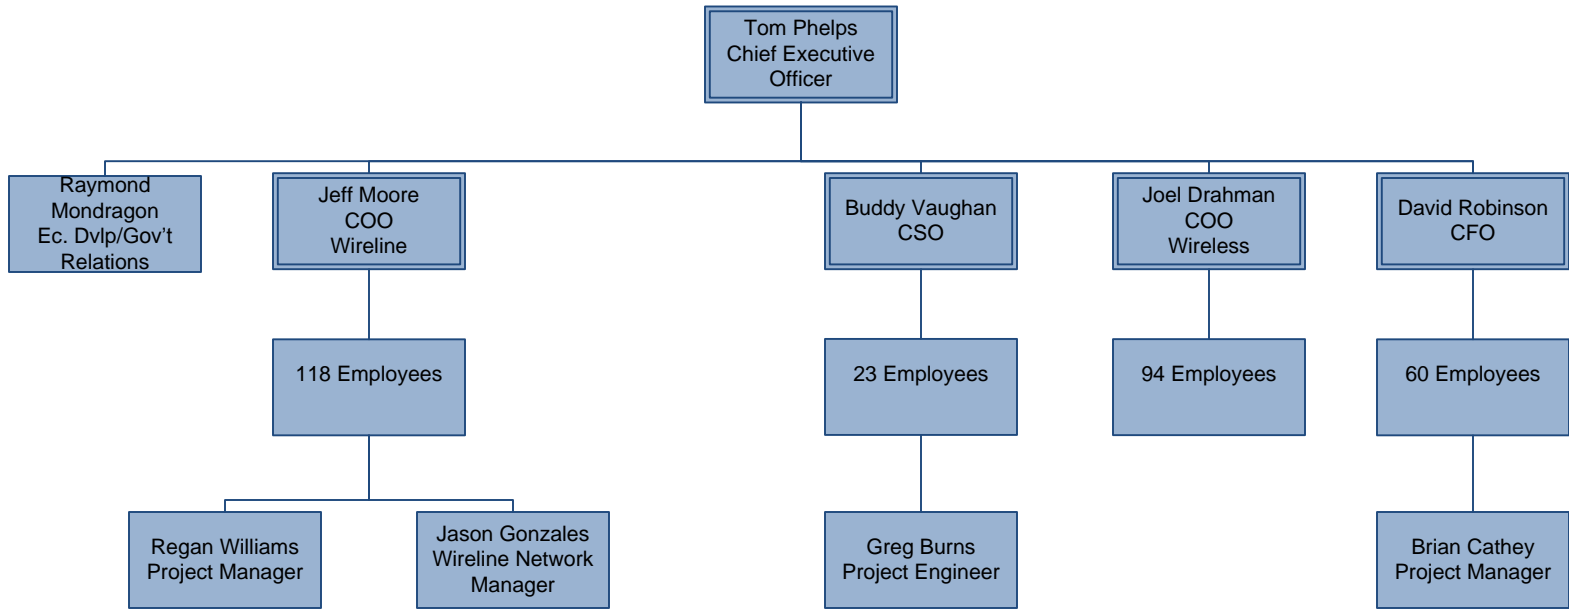 Tom Phelps
Chief Executive
Officer
Raymond
Mondragon
Ec. Dvlp/Gov’t
Relations
Jeff Moore
COO
Wireline
Buddy Vaughan
CSO
Joel Drahman
COO
Wireless
David Robinson
CFO
118 Employees
23 Employees
94 Employees
60 Employees
Regan Williams
Project Manager
Jason Gonzales
Wireline Network
Manager
Greg Burns
Project Engineer
Brian Cathey
Project Manager